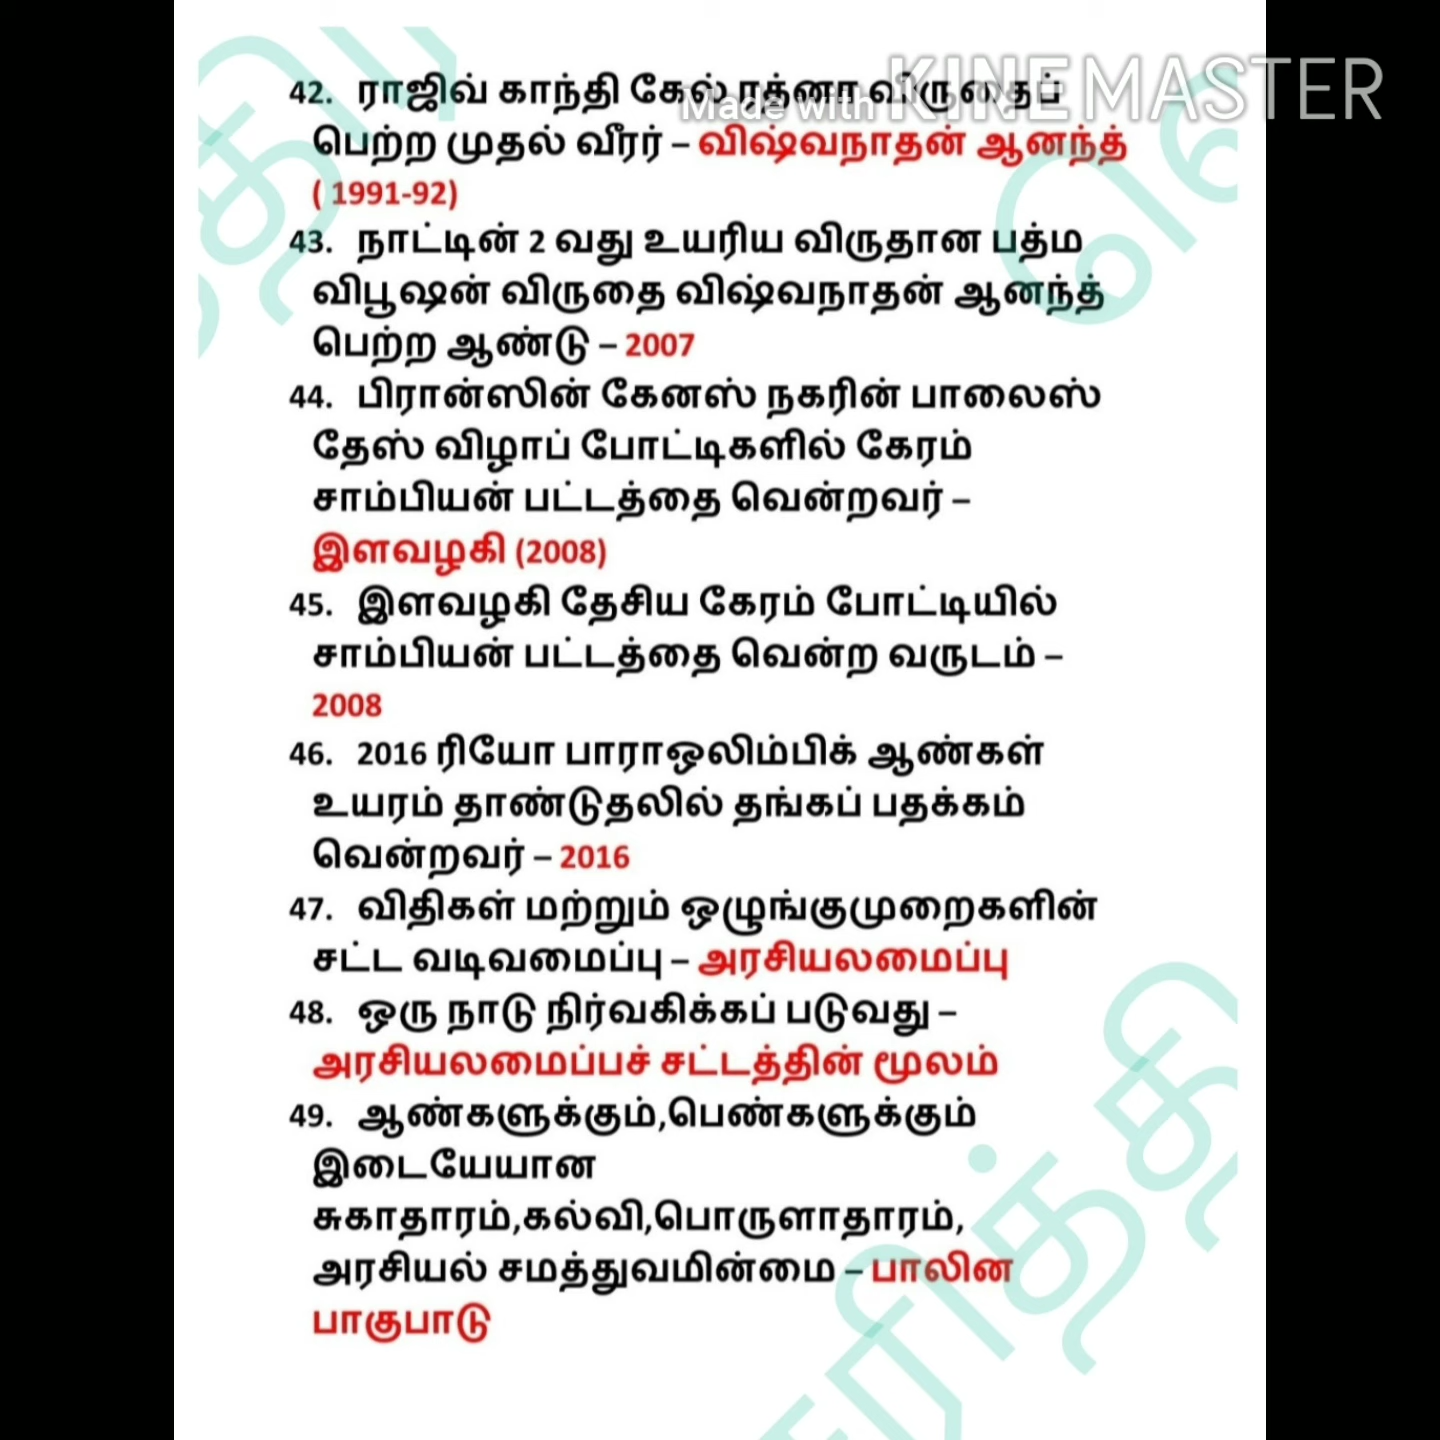 Made with KINEMASTER
42. ராஜிவ் காந்தி கேல் ரத்னா விருதைப்
பெற்ற முதல் வீரர் – விஷ்வநாதன் ஆனந்த்
( 1991-92)
43. நாட்டின் 2 வது உயரிய விருதான பத்ம
விபூஷன் விருதை விஷ்வநாதன் ஆனந்த்
பெற்ற ஆண்டு – 2007
44. பிரான்ஸின் கேனஸ் நகரின் பாலைஸ்
தேஸ் விழாப் போட்டிகளில் கேரம்
சாம்பியன் பட்டத்தை வென்றவர் –
இளவழகி (2008)
45. இளவழகி தேசிய கேரம் போட்டியில்
சாம்பியன் பட்டத்தை வென்ற வருடம் –
2008
46. 2016 ரியோ பாராஒலிம்பிக் ஆண்கள்
உயரம் தாண்டுதலில் தங்கப் பதக்கம்
வென்றவர் – 2016
47. விதிகள் மற்றும் ஒழுங்குமுறைகளின்
சட்ட வடிவமைப்பு – அரசியலமைப்பு
48. ஒரு நாடு நிர்வகிக்கப் படுவது –
அரசியலமைப்பச் சட்டத்தின் மூலம்
49. ஆண்களுக்கும்,பெண்களுக்கும்
இடையேயான
சுகாதாரம்,கல்வி,பொருளாதாரம்,
அரசியல் சமத்துவமின்மை – பாலின
பாகுபாடு